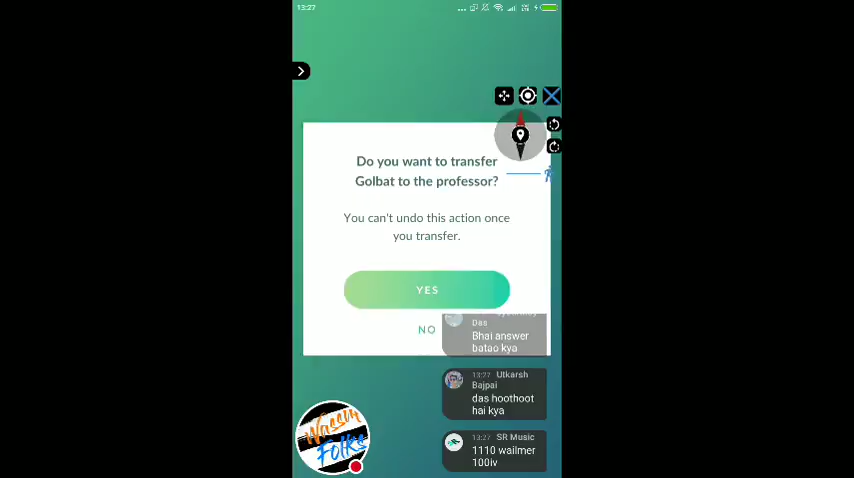 13:27
Do you want to transfer
Golbat to the professor?
You can't undo this action once
you transfer.
YES
NO
Das
Bhai answer
batao kya
13:27 Utkarsh
Bajpai
das hoothoot
hai kya
13:27 SR Music
1110 wailmer
100iv
Wassup
Folks